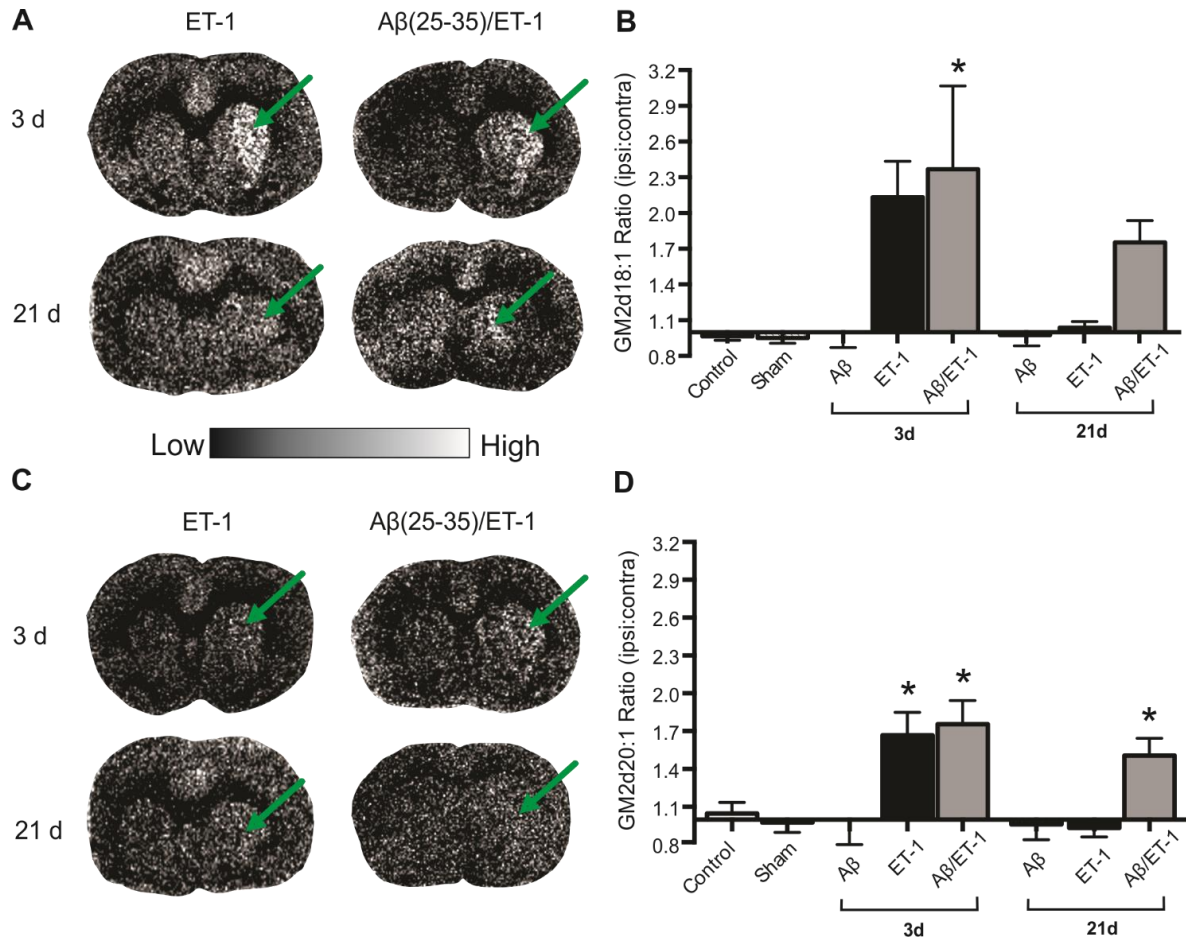 A
ET-1
Aβ(25-35)/ET-1
3 d
21 d
Low
High
B
GM2d18:1 Ratio (ipsi:contra)
3.2
2.9
2.6
2.3
2.0
1.7
1.4
1.1
0.8
*
Control
Sham
Aβ
ET-1
Aβ/ET-1
Aβ
ET-1
Aβ/ET-1
3d
21d
C
ET-1
Aβ(25-35)/ET-1
3 d
21 d
D
GM2d20:1 Ratio (ipsi:contra)
3.2
2.9
2.6
2.3
2.0
1.7
1.4
1.1
0.8
* * *
Control
Sham
Aβ
ET-1
Aβ/ET-1
Aβ
ET-1
Aβ/ET-1
3d
21d